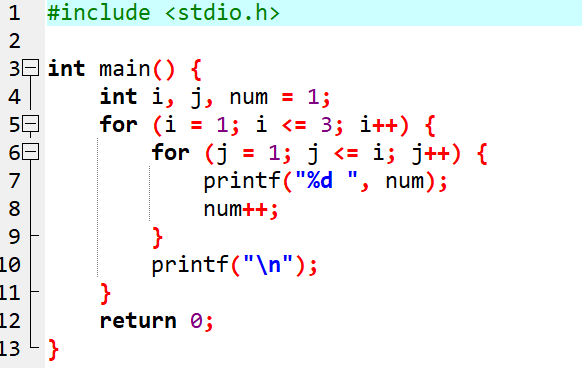 1 #include <stdio.h>
2
3 int main() {
4     int i, j, num = 1;
5     for (i = 1; i <= 3; i++) {
6         for (j = 1; j <= i; j++) {
7             printf("%d ", num);
8             num++;
9         }
10         printf("\n");
11     }
12     return 0;
13 }